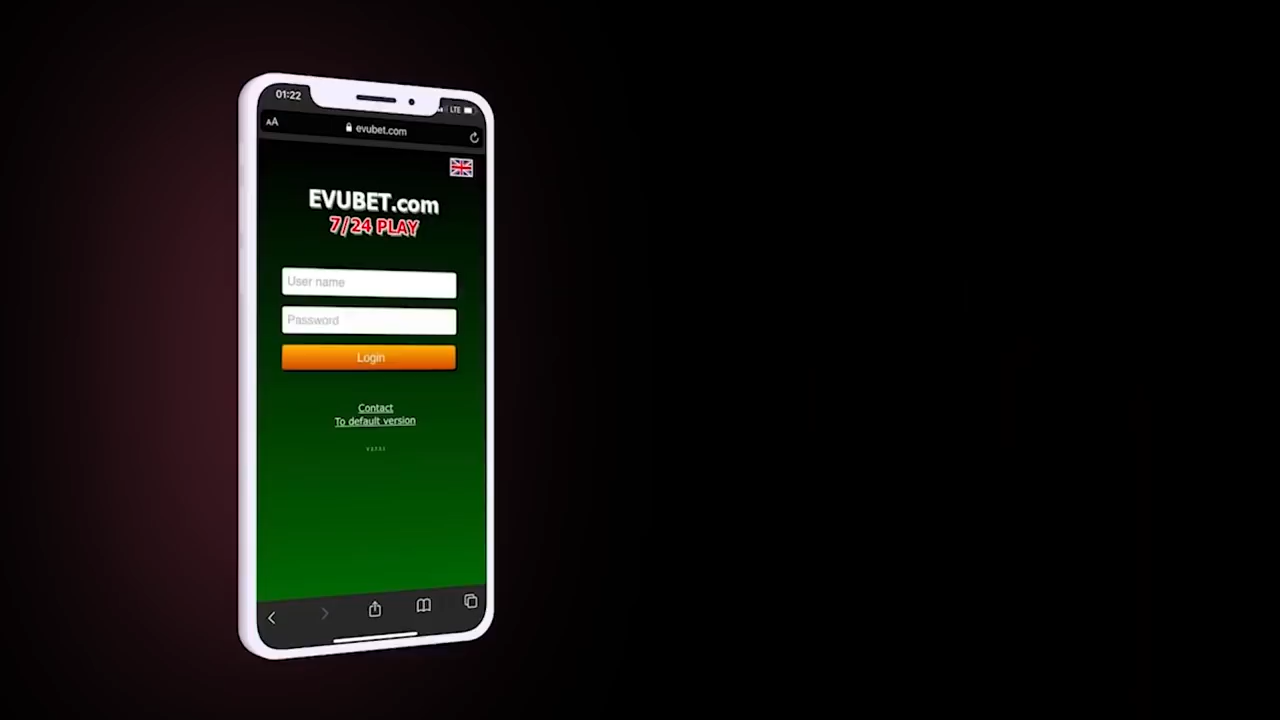 01:22
LTE
AA
evubet.com
EVUBET.com
7/24 PLAY
User name
Password
Login
Contact
To default version